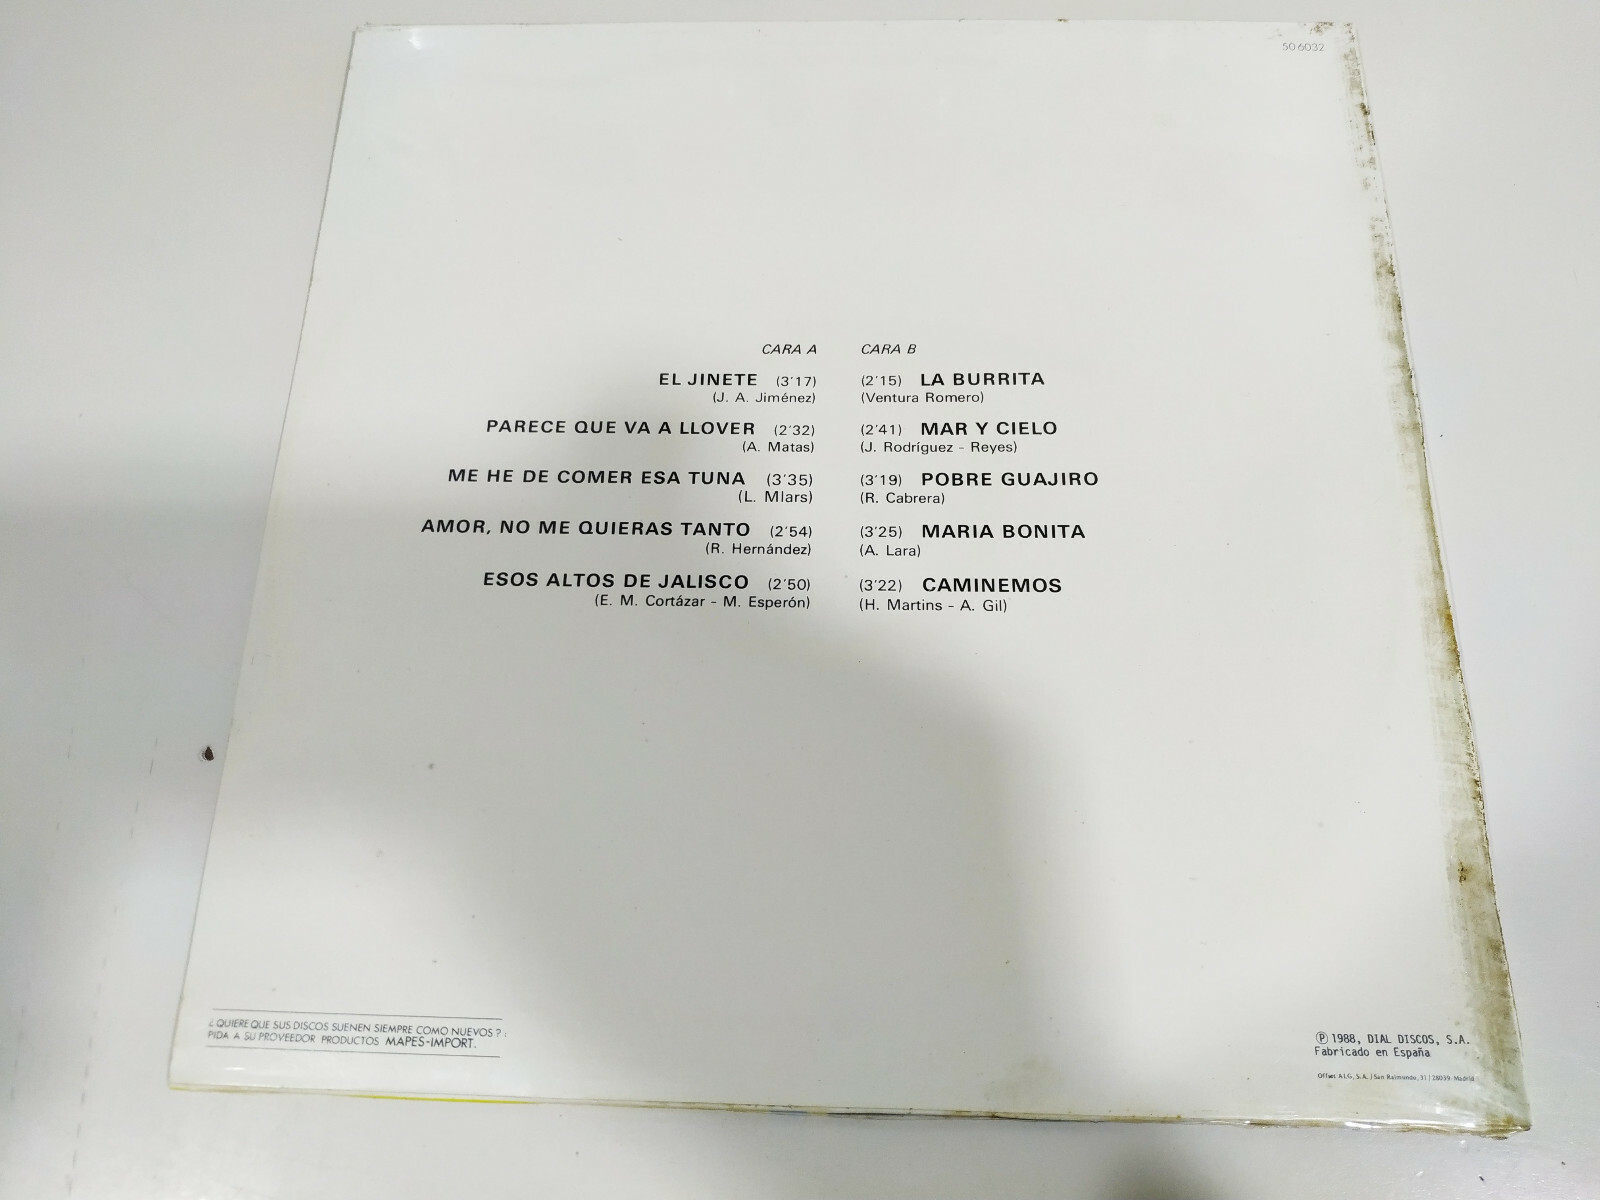 50 6032
CARA A
EL JINETE (3'17)
(J. A. Jiménez)
PARECE QUE VA A LLOVER (2'32)
(A. Matas)
ME HE DE COMER ESA TUNA (3'35)
(L. Mlars)
AMOR, NO ME QUIERAS TANTO (2'54)
(R. Hernández)
ESOS ALTOS DE JALISCO (2'50)
(E. M. Cortázar - M. Esperón)
CARA B
(2'15) LA BURRITA
(Ventura Romero)
(2'41) MAR Y CIELO
(J. Rodríguez - Reyes)
(3'19) POBRE GUAJIRO
(R. Cabrera)
(3'25) MARIA BONITA
(A. Lara)
(3'22) CAMINEMOS
(H. Martins - A. Gil)
¿QUIERE QUE SUS DISCOS SUENEN SIEMPRE COMO NUEVOS?:
PIDA A SU PROVEEDOR PRODUCTOS MAPES-IMPORT.
Ⓟ 1988, DIAL DISCOS, S.A.
Fabricado en España
Offset ALG, S.A. / San Raimundo, 31 / 28039 Madrid